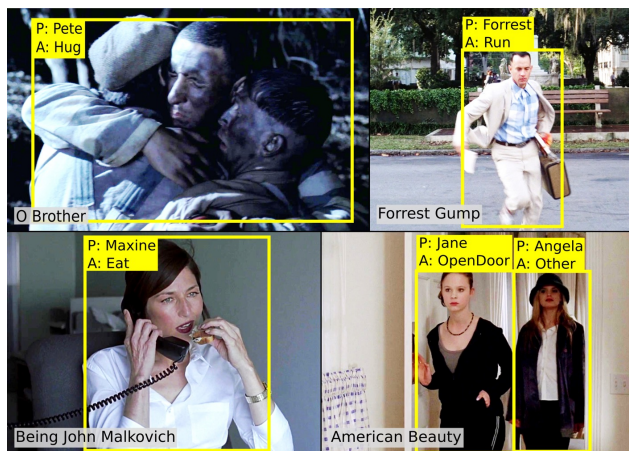 P: Pete
A: Hug
O Brother
P: Forrest
A: Run
Forrest Gump
P: Maxine
A: Eat
Being John Malkovich
P: Jane
A: OpenDoor
P: Angela
A: Other
American Beauty